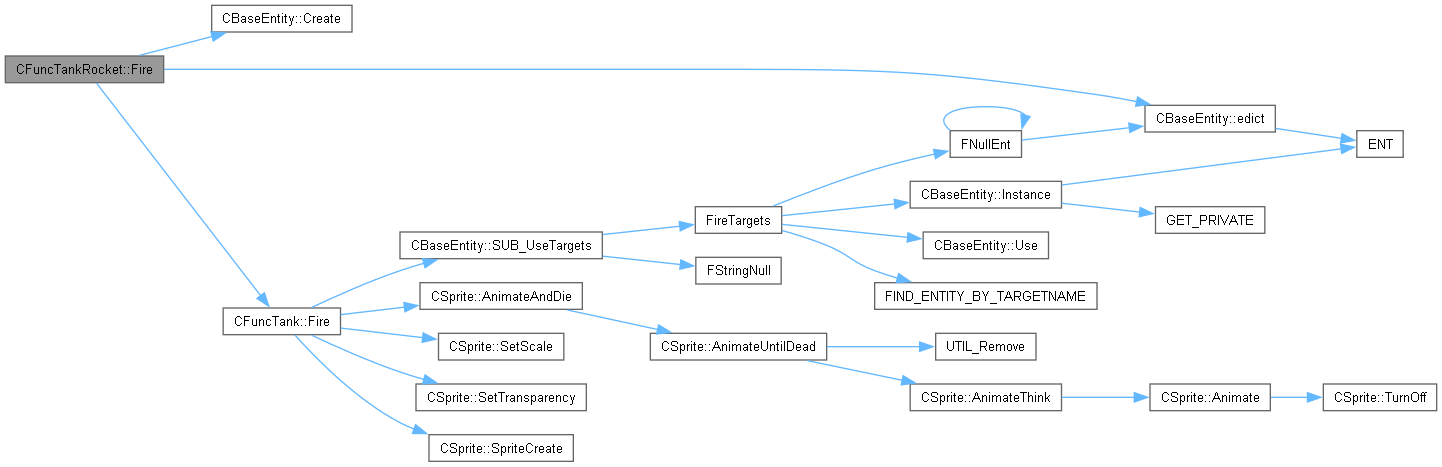 CBaseEntity::Create
CFuncTankRocket::Fire
CBaseEntity::edict
FNullEnt
ENT
CBaseEntity::Instance
GET_PRIVATE
FireTargets
CBaseEntity::SUB_UseTargets
CBaseEntity::Use
FStringNull
FIND_ENTITY_BY_TARGETNAME
CSprite::AnimateAndDie
CFuncTank::Fire
CSprite::SetScale
CSprite::AnimateUntilDead
UTIL_Remove
CSprite::SetTransparency
CSprite::AnimateThink
CSprite::Animate
CSprite::TurnOff
CSprite::SpriteCreate